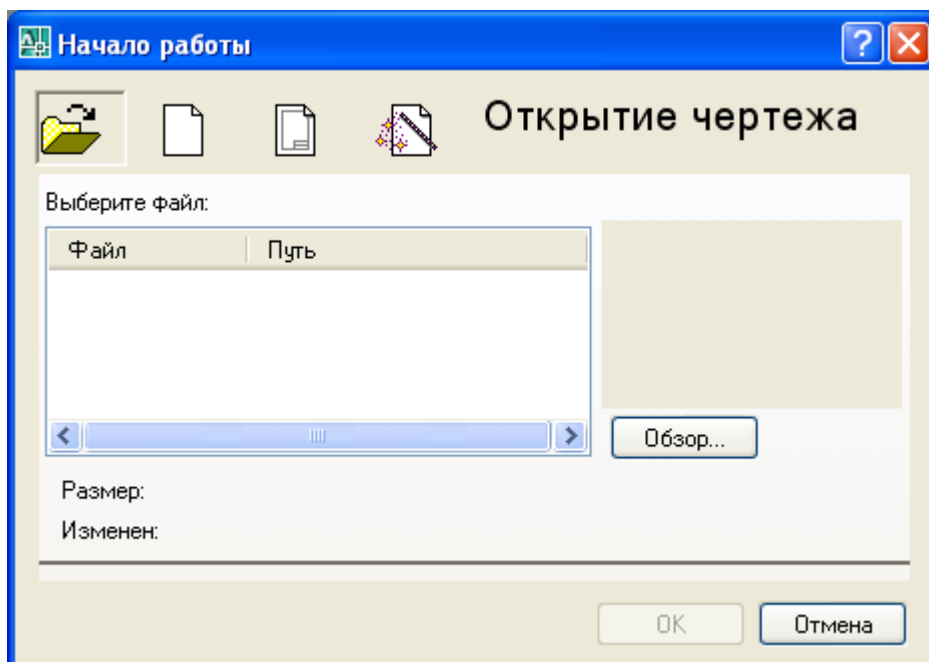 Начало работы
Открытие чертежа
Выберите файл:
Файл Путь
Обзор...
Размер:
Изменен:
OK Отмена